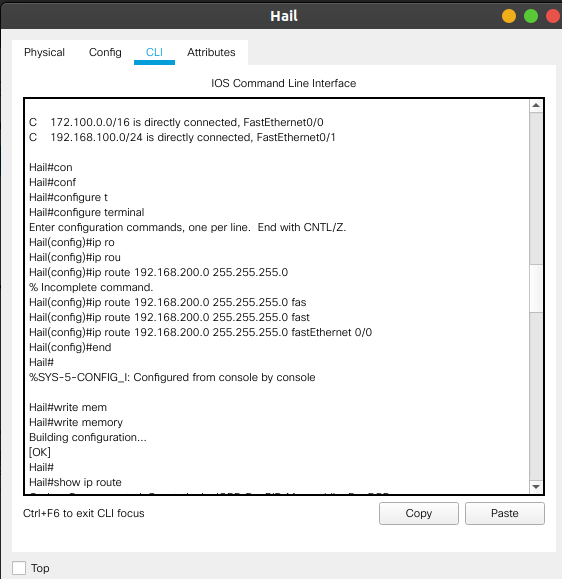 Hail
Physical Config CLI Attributes
IOS Command Line Interface
C 172.100.0.0/16 is directly connected, FastEthernet0/0
C 192.168.100.0/24 is directly connected, FastEthernet0/1
Hail#con
Hail#conf
Hail#configure t
Hail#configure terminal
Enter configuration commands, one per line. End with CNTL/Z.
Hail(config)#ip ro
Hail(config)#ip rou
Hail(config)#ip route 192.168.200.0 255.255.255.0
% Incomplete command.
Hail(config)#ip route 192.168.200.0 255.255.255.0 fas
Hail(config)#ip route 192.168.200.0 255.255.255.0 fast
Hail(config)#ip route 192.168.200.0 255.255.255.0 fastEthernet 0/0
Hail(config)#end
Hail#
%SYS-5-CONFIG_I: Configured from console by console
Hail#write mem
Hail#write memory
Building configuration...
[OK]
Hail#
Hail#show ip route
Ctrl+F6 to exit CLI focus
Copy Paste
Top